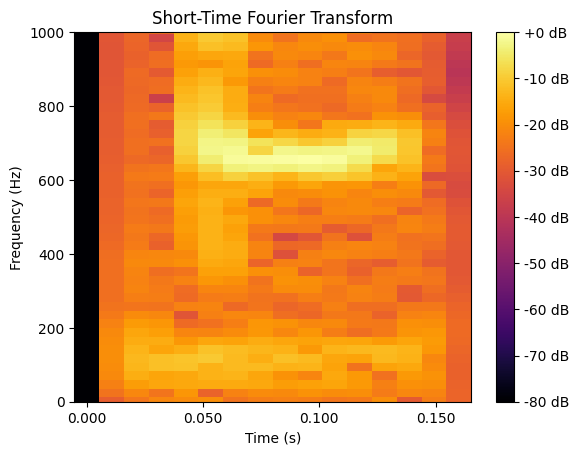 Short-Time Fourier Transform
1000
800
600
400
200
0
Frequency (Hz)
0.000
0.050
0.100
0.150
Time (s)
+0 dB
-10 dB
-20 dB
-30 dB
-40 dB
-50 dB
-60 dB
-70 dB
-80 dB